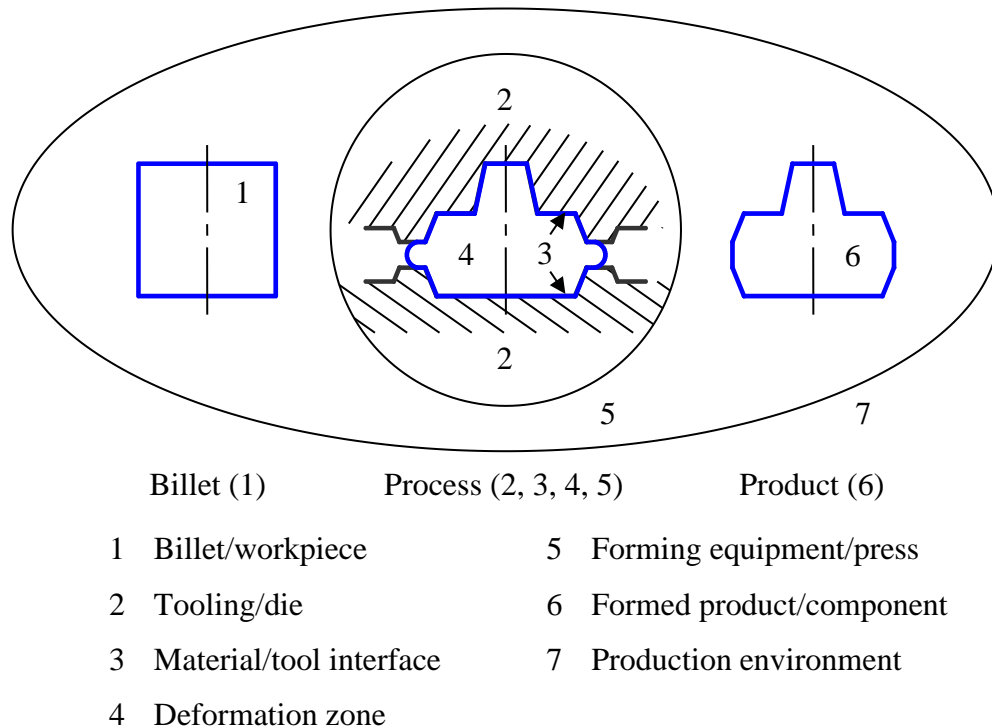 2
1
4
3
6
2
5
7
Billet (1)
Process (2, 3, 4, 5)
Product (6)
1 Billet/workpiece
2 Tooling/die
3 Material/tool interface
4 Deformation zone
5 Forming equipment/press
6 Formed product/component
7 Production environment